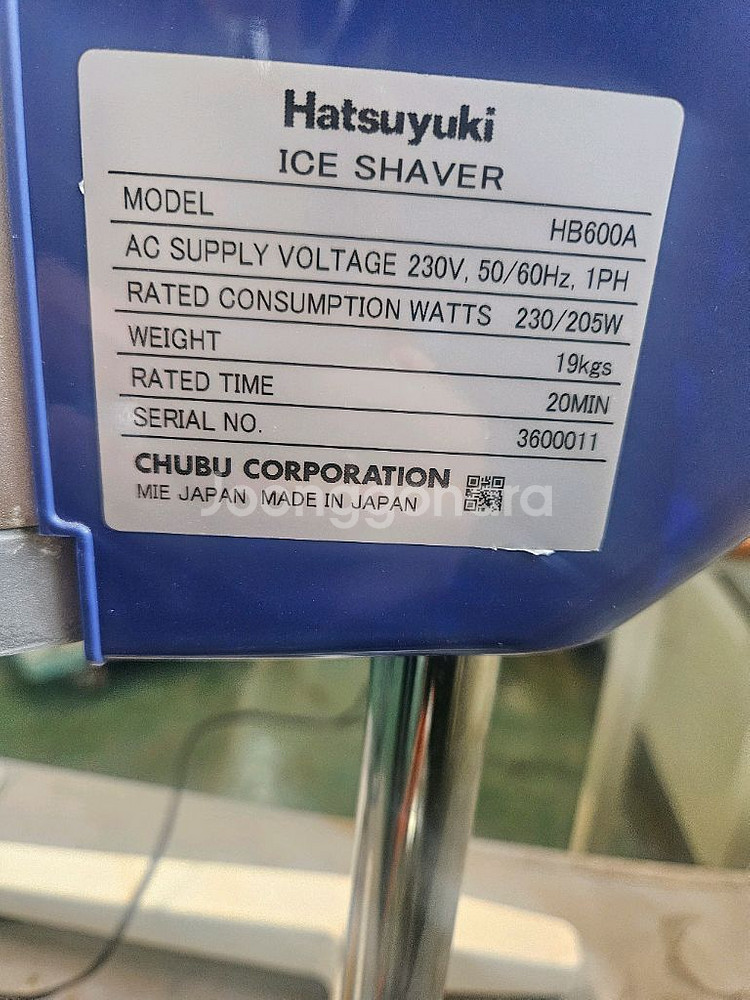 Hatsuyuki
ICE SHAVER
MODEL HB600A
AC SUPPLY VOLTAGE 230V, 50/60Hz, 1PH
RATED CONSUMPTION WATTS 230/205W
WEIGHT 19kgs
RATED TIME 20MIN
SERIAL NO. 3600011
CHUBU CORPORATION
MIE JAPAN MADE IN JAPAN
Joonggonara